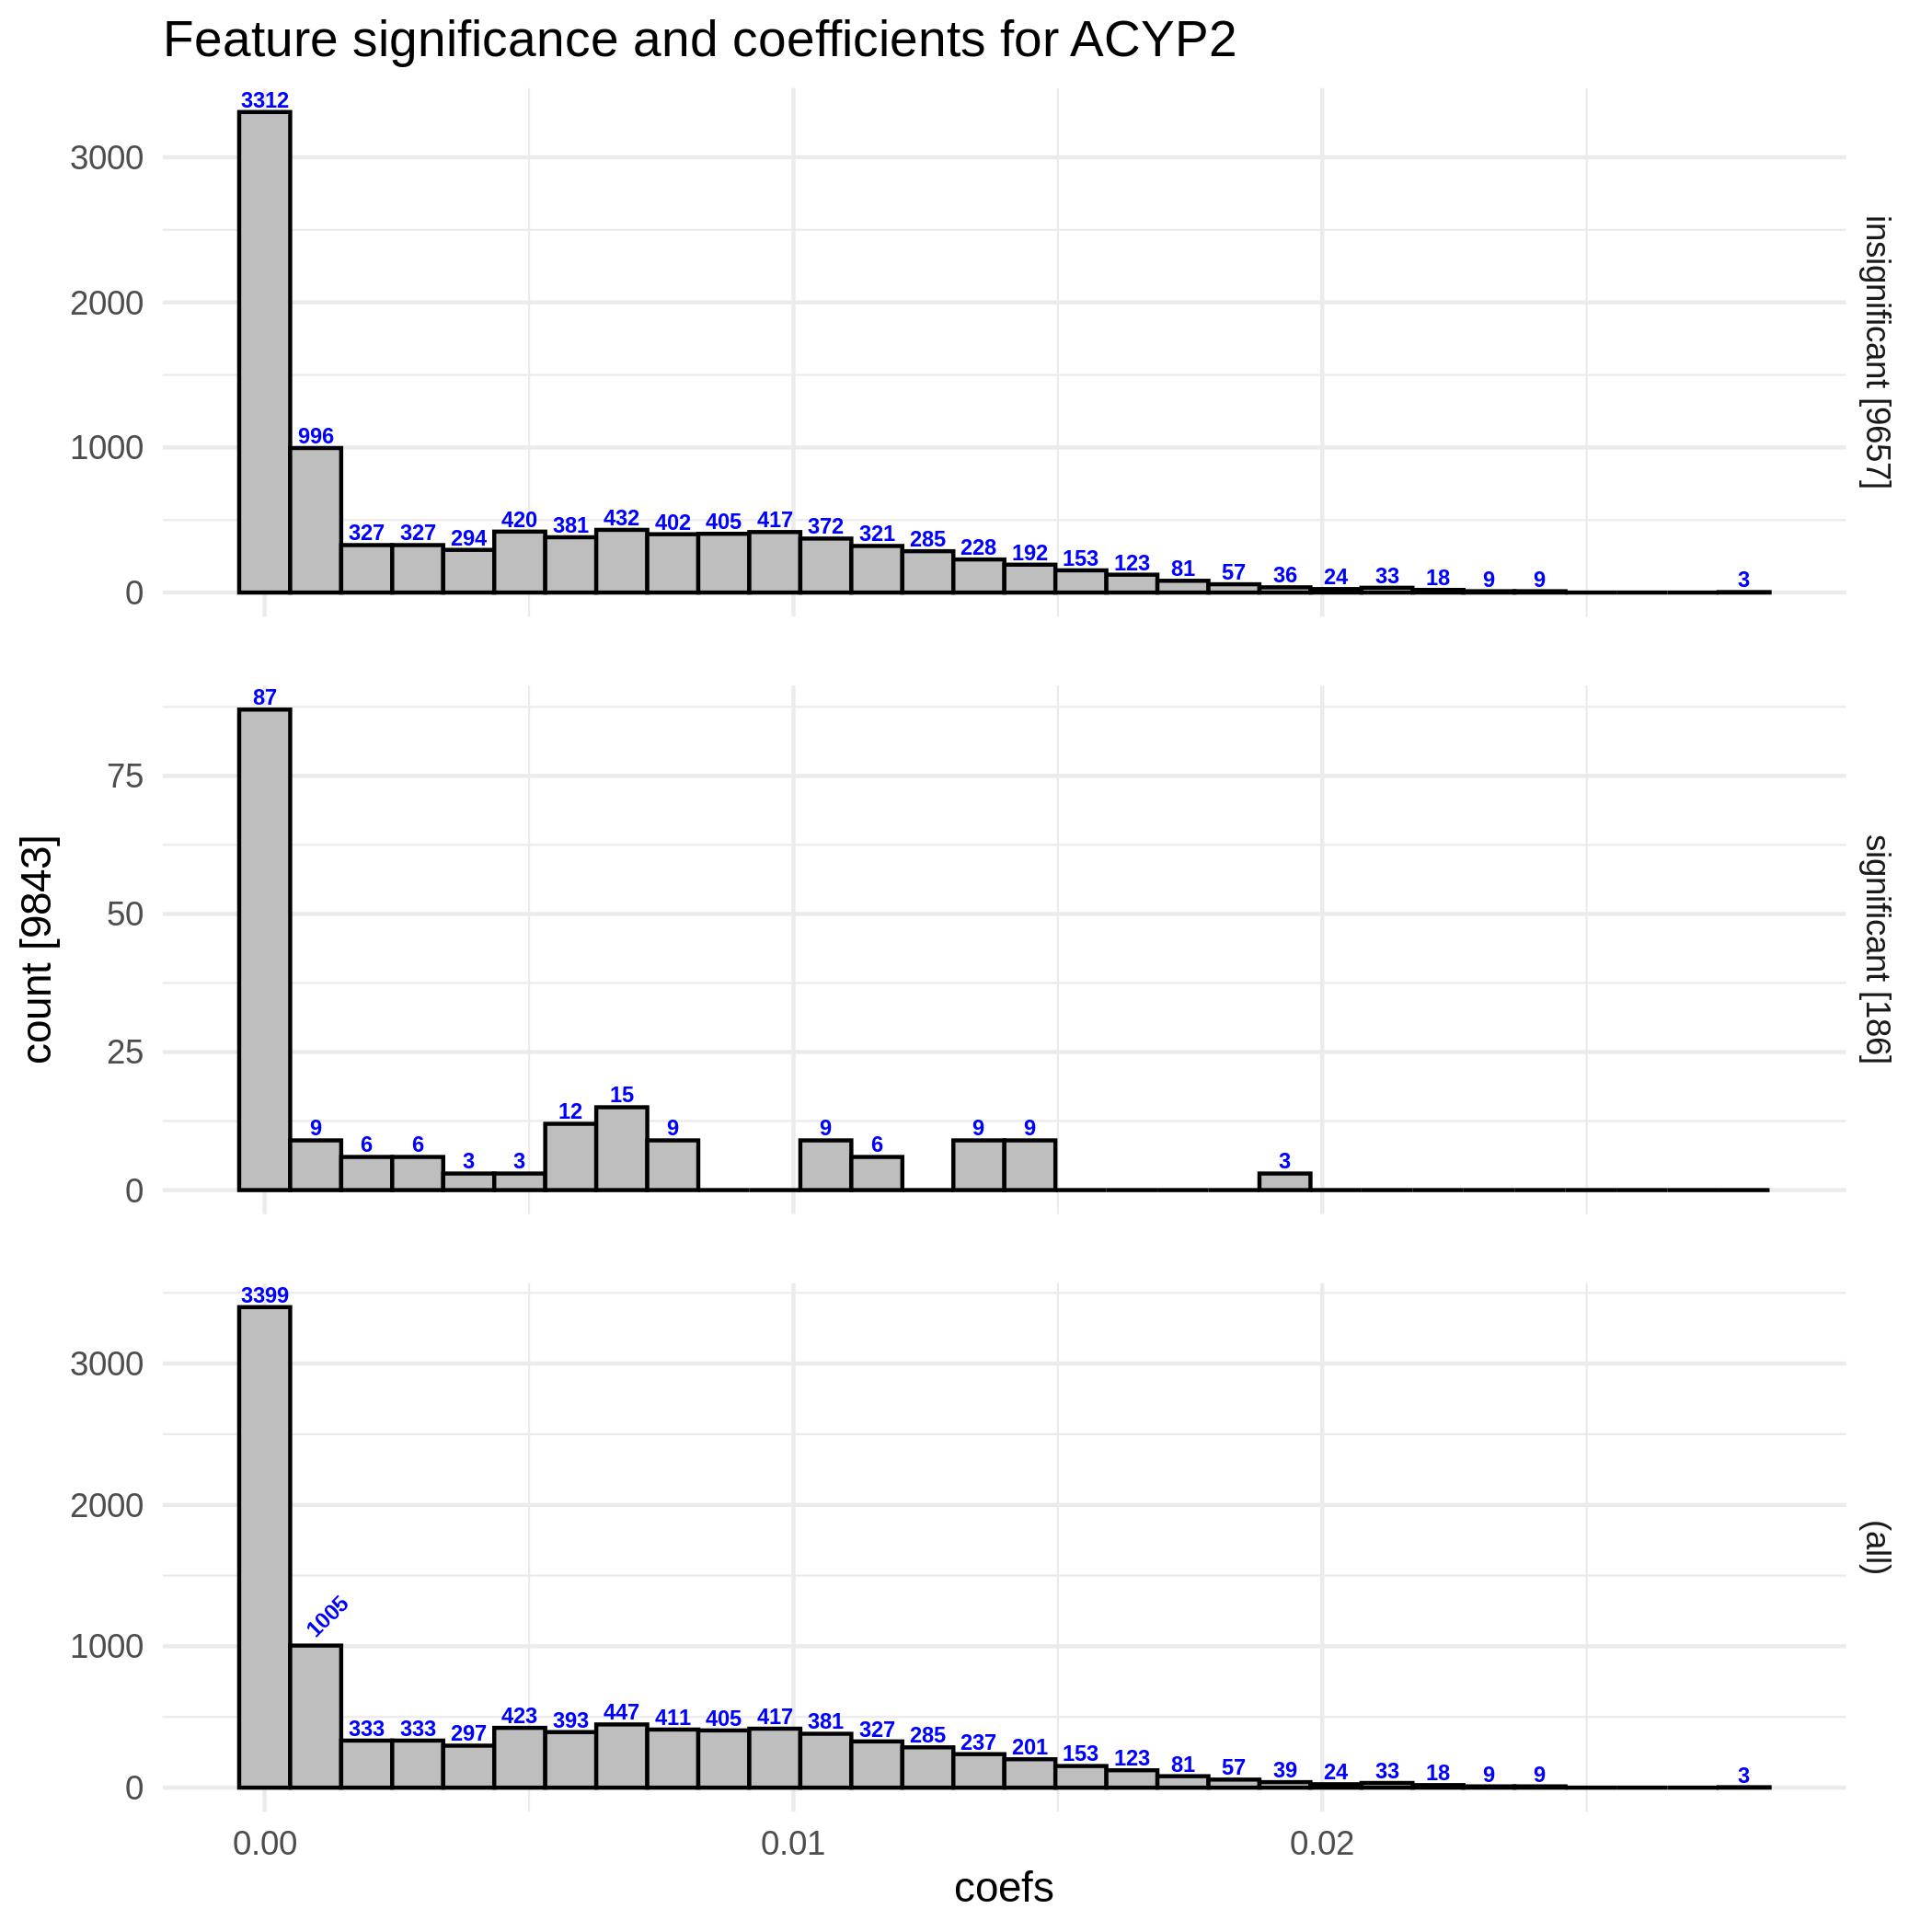 Feature significance and coefficients for ACYP2
3312
3000
2000
1000
0
996
327 327 294 420 381 432 402 405 417 372 321 285 228 192 153 123 81 57 36 24 33 18 9 9 3
insignificant [9657]
87
75
50
25
0
9 6 6 3 3 12 15 9 9 6 9 9 3
significant [186]
count [9843]
3399
3000
2000
1000
0
1005
333 333 297 423 393 447 411 405 417 381 327 285 237 201 153 123 81 57 39 24 33 18 9 9 3
(all)
0.00 0.01 0.02
coefs